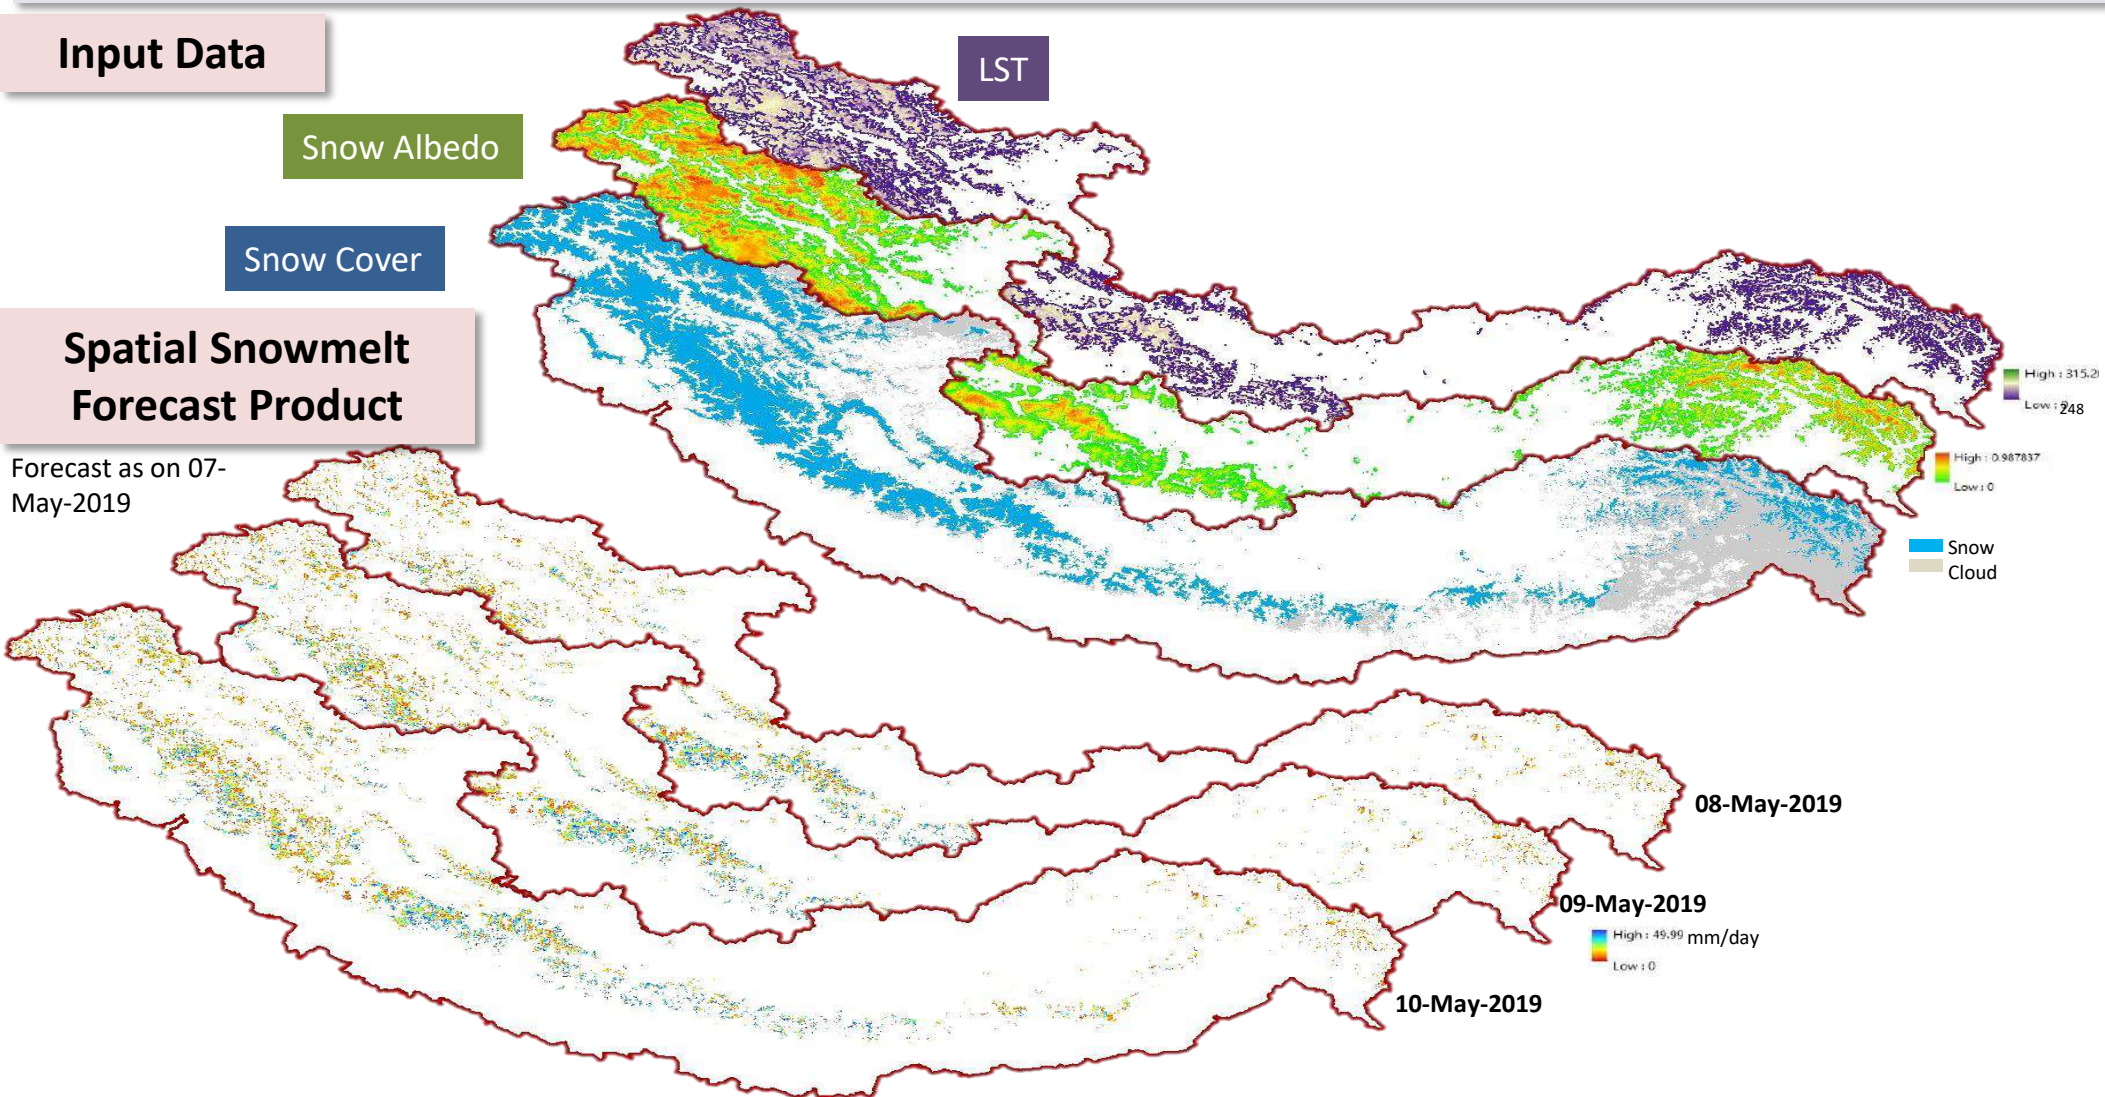 Input Data
LST
Snow Albedo
Snow Cover
Spatial Snowmelt
Forecast Product
Forecast as on 07-
May-2019
High : 315.2
Low :
248
High : 0.987837
Low : 0
Snow
Cloud
08-May-2019
09-May-2019
High : 49.99 mm/day
Low : 0
10-May-2019